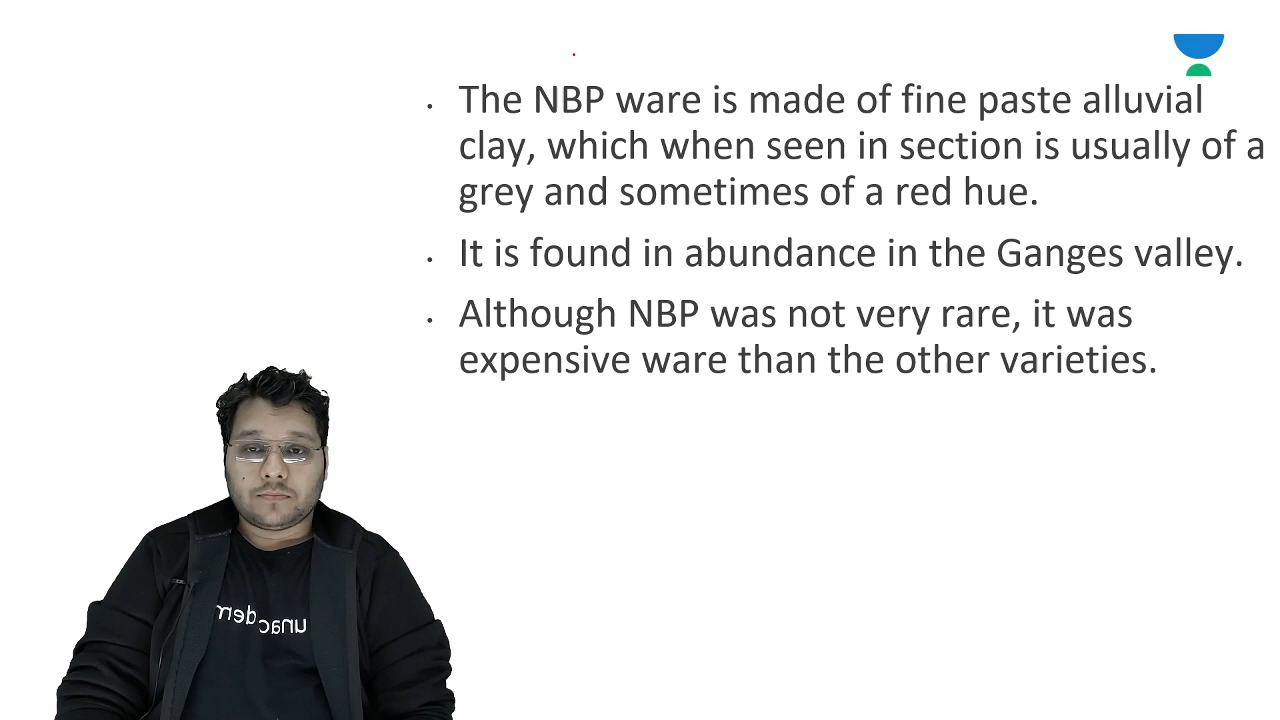 The NBP ware is made of fine paste alluvial
clay, which when seen in section is usually of a
grey and sometimes of a red hue.
It is found in abundance in the Ganges valley.
Although NBP was not very rare, it was
expensive ware than the other varieties.
unacadem